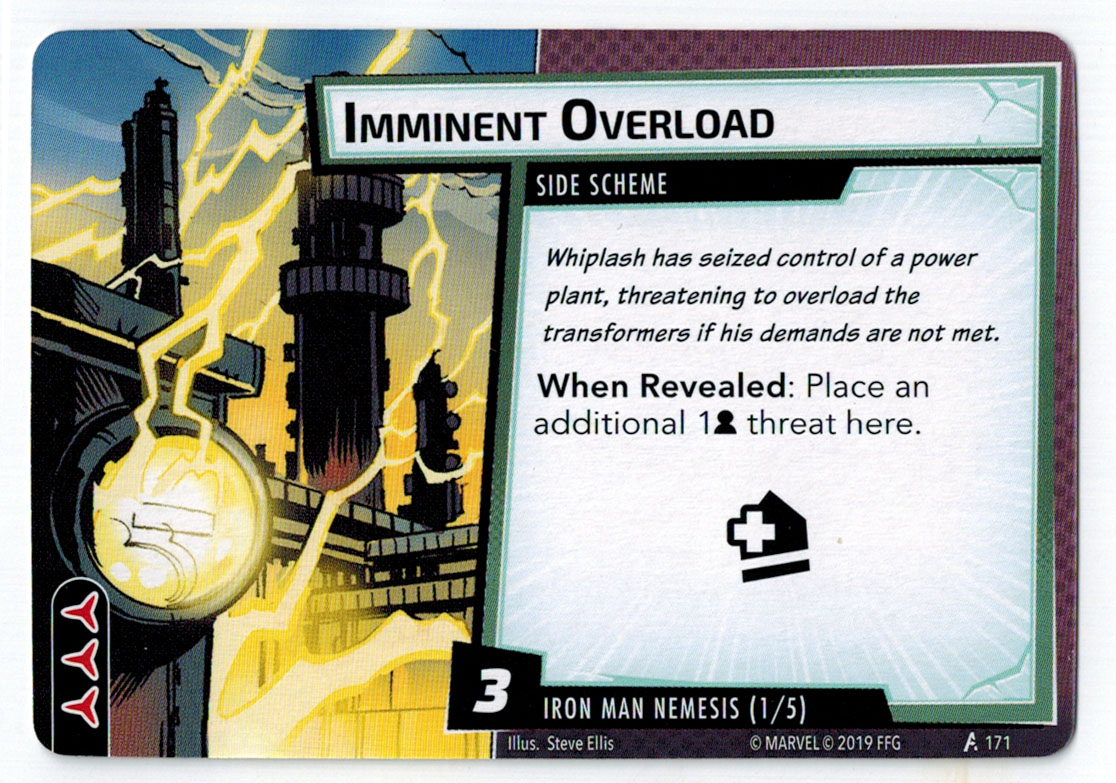 IMMINENT OVERLOAD
SIDE SCHEME
Whiplash has seized control of a power
plant, threatening to overload the
transformers if his demands are not met.
When Revealed: Place an
additional 1 threat here.
3
IRON MAN NEMESIS (1/5)
Illus. Steve Ellis
© MARVEL © 2019 FFG
171